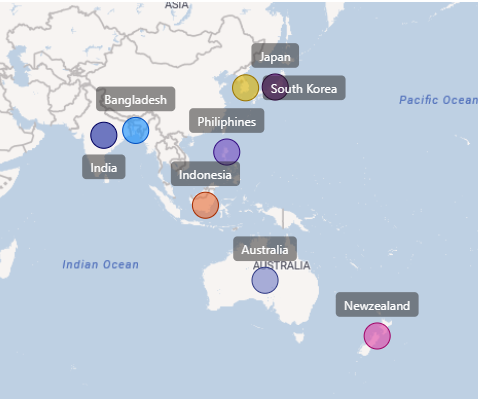 ASIA
Japan
South Korea
Bangladesh
Pacific Ocean
Philiphines
India
Indonesia
Australia
AUSTRALIA
Indian Ocean
Newzealand